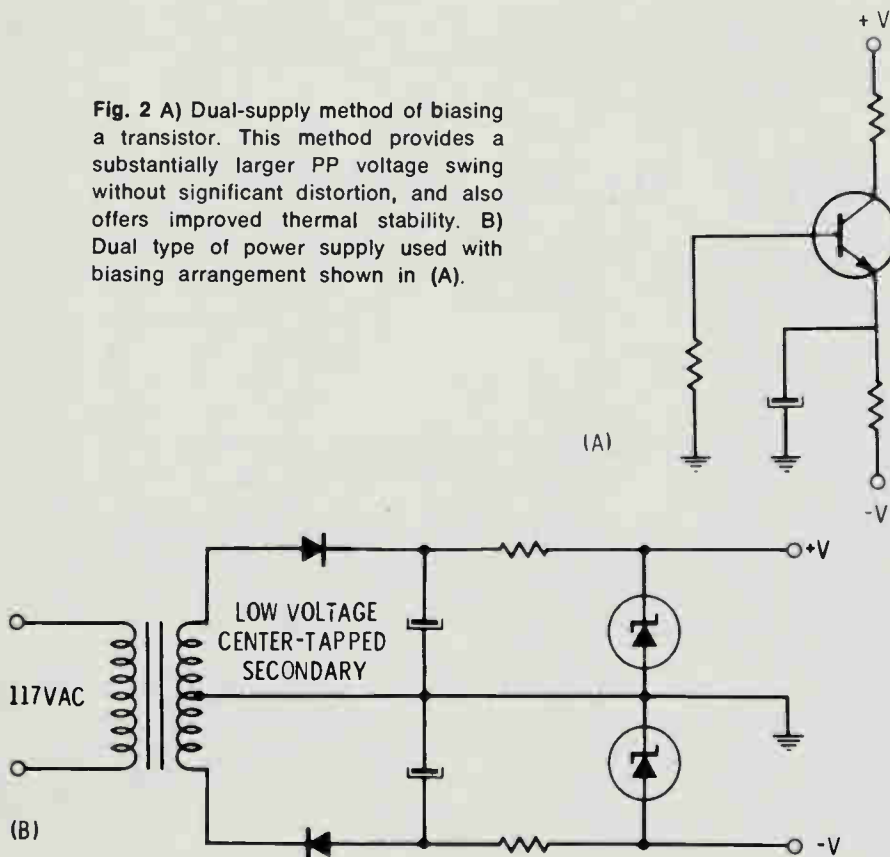 + V
Fig. 2 A) Dual-supply method of biasing
a transistor. This method provides a
substantially larger PP voltage swing
without significant distortion, and also
offers improved thermal stability. B)
Dual type of power supply used with
biasing arrangement shown in (A).
(A)
-V
+V
LOW VOLTAGE
CENTER-TAPPED
SECONDARY
117VAC
(B)
-V